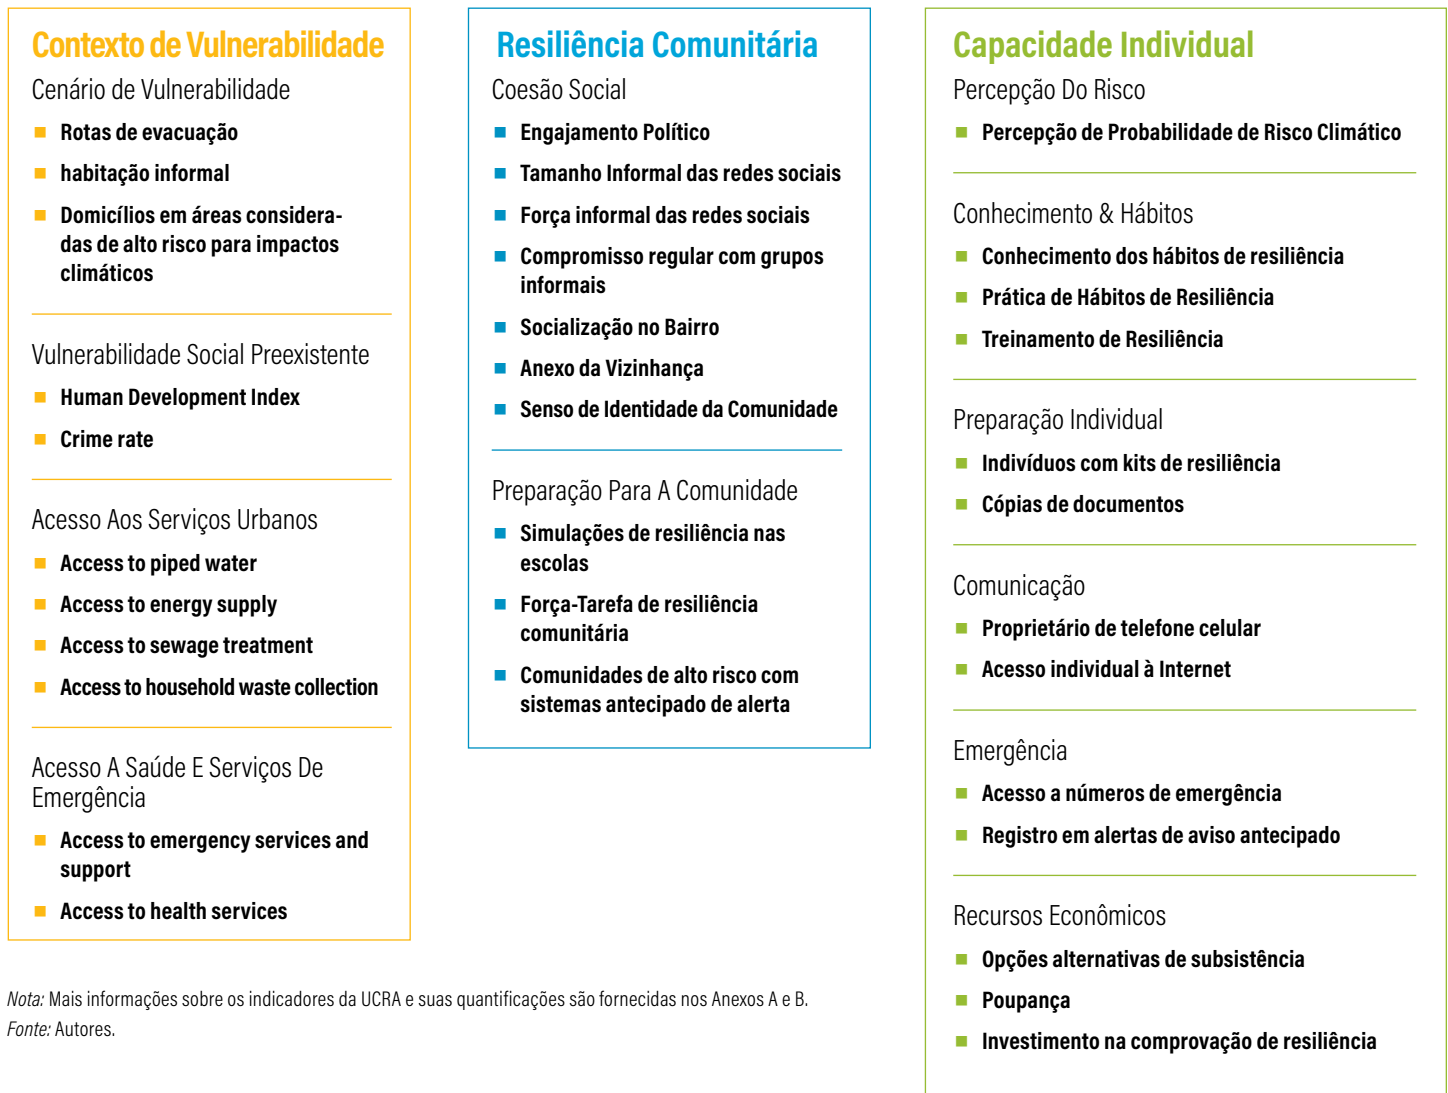 Contexto de Vulnerabilidade
Cenário de Vulnerabilidade
Rotas de evacuação
habitação informal
Domicílios em áreas considera-
das de alto risco para impactos
climáticos
Vulnerabilidade Social Preexistente
Human Development Index
Crime rate
Acesso Aos Serviços Urbanos
Access to piped water
Access to energy supply
Access to sewage treatment
Access to household waste collection
Acesso A Saúde E Serviços De
Emergência
Access to emergency services and
support
Access to health services
Resiliência Comunitária
Coesão Social
Engajamento Político
Tamanho Informal das redes sociais
Força informal das redes sociais
Compromisso regular com grupos
informais
Socialização no Bairro
Anexo da Vizinhança
Senso de Identidade da Comunidade
Preparação Para A Comunidade
Simulações de resiliência nas
escolas
Força-Tarefa de resiliência
comunitária
Comunidades de alto risco com
sistemas antecipado de alerta
Capacidade Individual
Percepção Do Risco
Percepção de Probabilidade de Risco Climático
Conhecimento & Hábitos
Conhecimento dos hábitos de resiliência
Prática de Hábitos de Resiliência
Treinamento de Resiliência
Preparação Individual
Indivíduos com kits de resiliência
Cópias de documentos
Comunicação
Proprietário de telefone celular
Acesso individual à Internet
Emergência
Acesso a números de emergência
Registro em alertas de aviso antecipado
Recursos Econômicos
Opções alternativas de subsistência
Poupança
Investimento na comprovação de resiliência
Nota: Mais informações sobre os indicadores da UCRA e suas quantificações são fornecidas nos Anexos A e B.
Fonte: Autores.